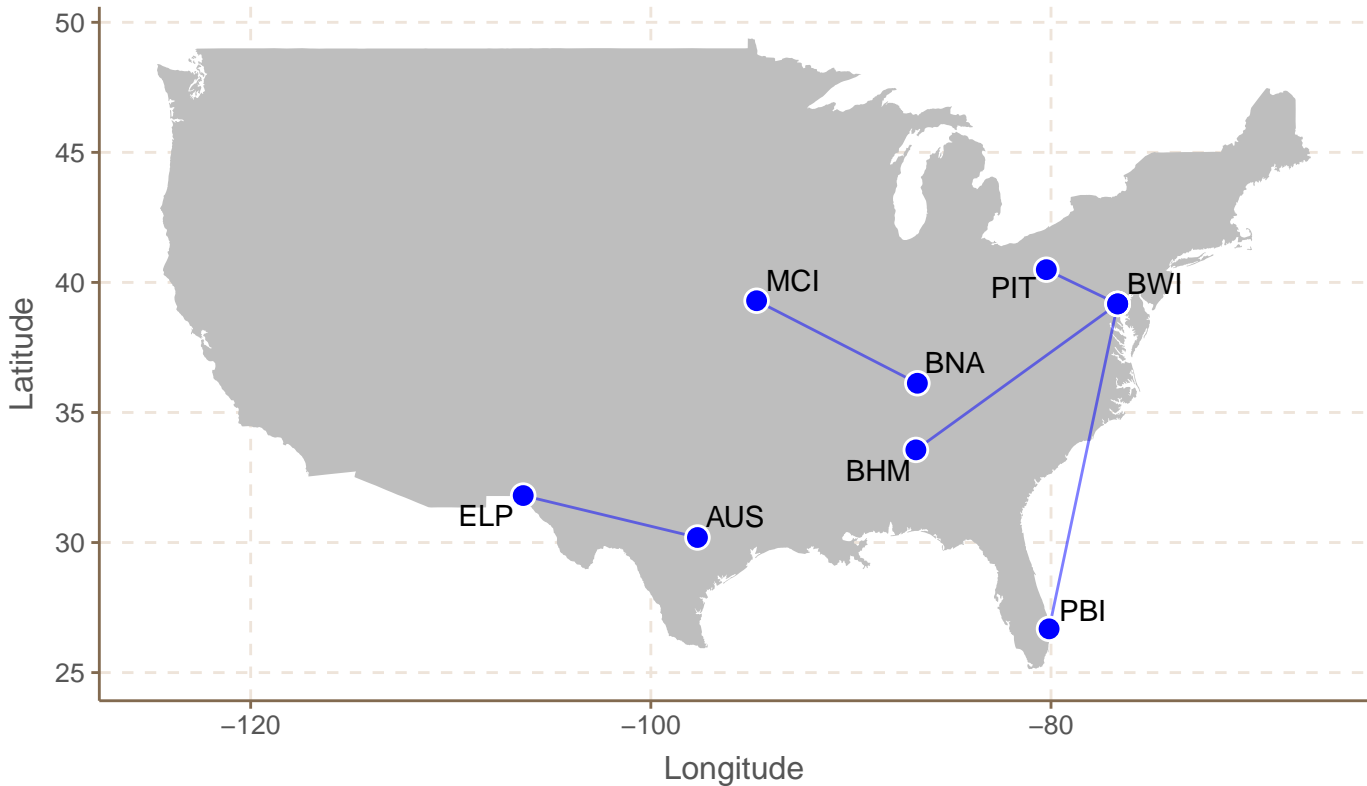 50
45
40
35
30
25
Latitude
MCI
PIT
BWI
BNA
BHM
ELP
AUS
PBI
−120
−100
−80
Longitude